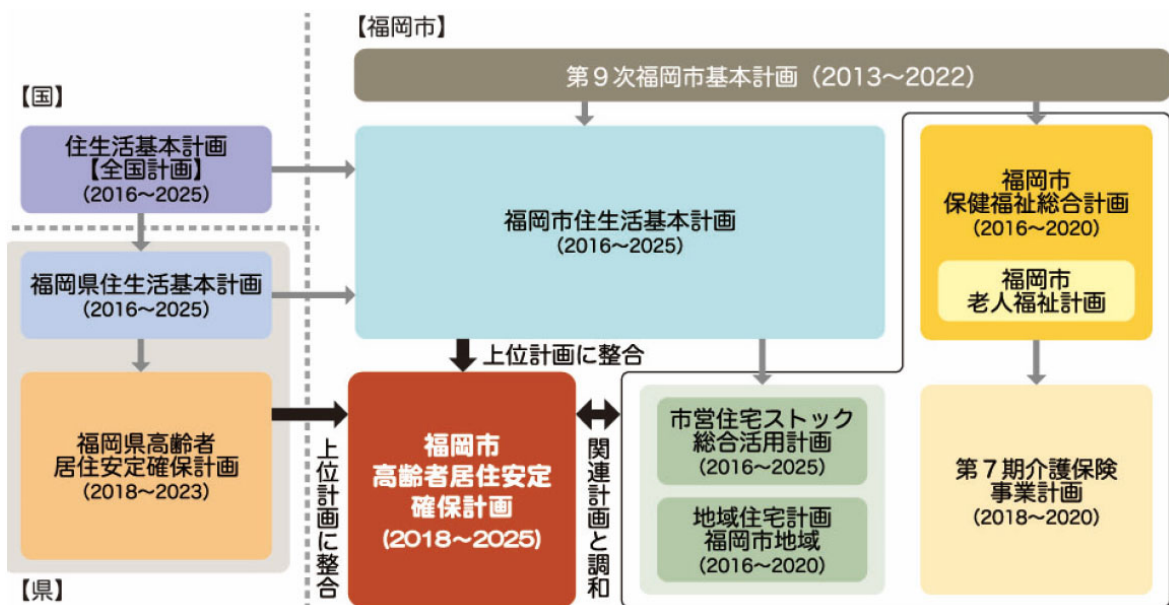 【福岡市】
第9次福岡市基本計画（2013～2022）
【国】
住生活基本計画
【全国計画】
(2016～2025)
福岡県住生活基本計画
(2016～2025)
福岡県高齢者
居住安定確保計画
(2018～2023)
【県】
福岡市住生活基本計画
(2016～2025)
上位計画に整合
上位計画に整合
福岡市
高齢者居住安定
確保計画
(2018～2025)
関連計画と調和
市営住宅ストック
総合活用計画
(2016～2025)
地域住宅計画
福岡市地域
(2016～2020)
福岡市
保健福祉総合計画
(2016～2020)
福岡市
老人福祉計画
第7期介護保険
事業計画
(2018～2020)